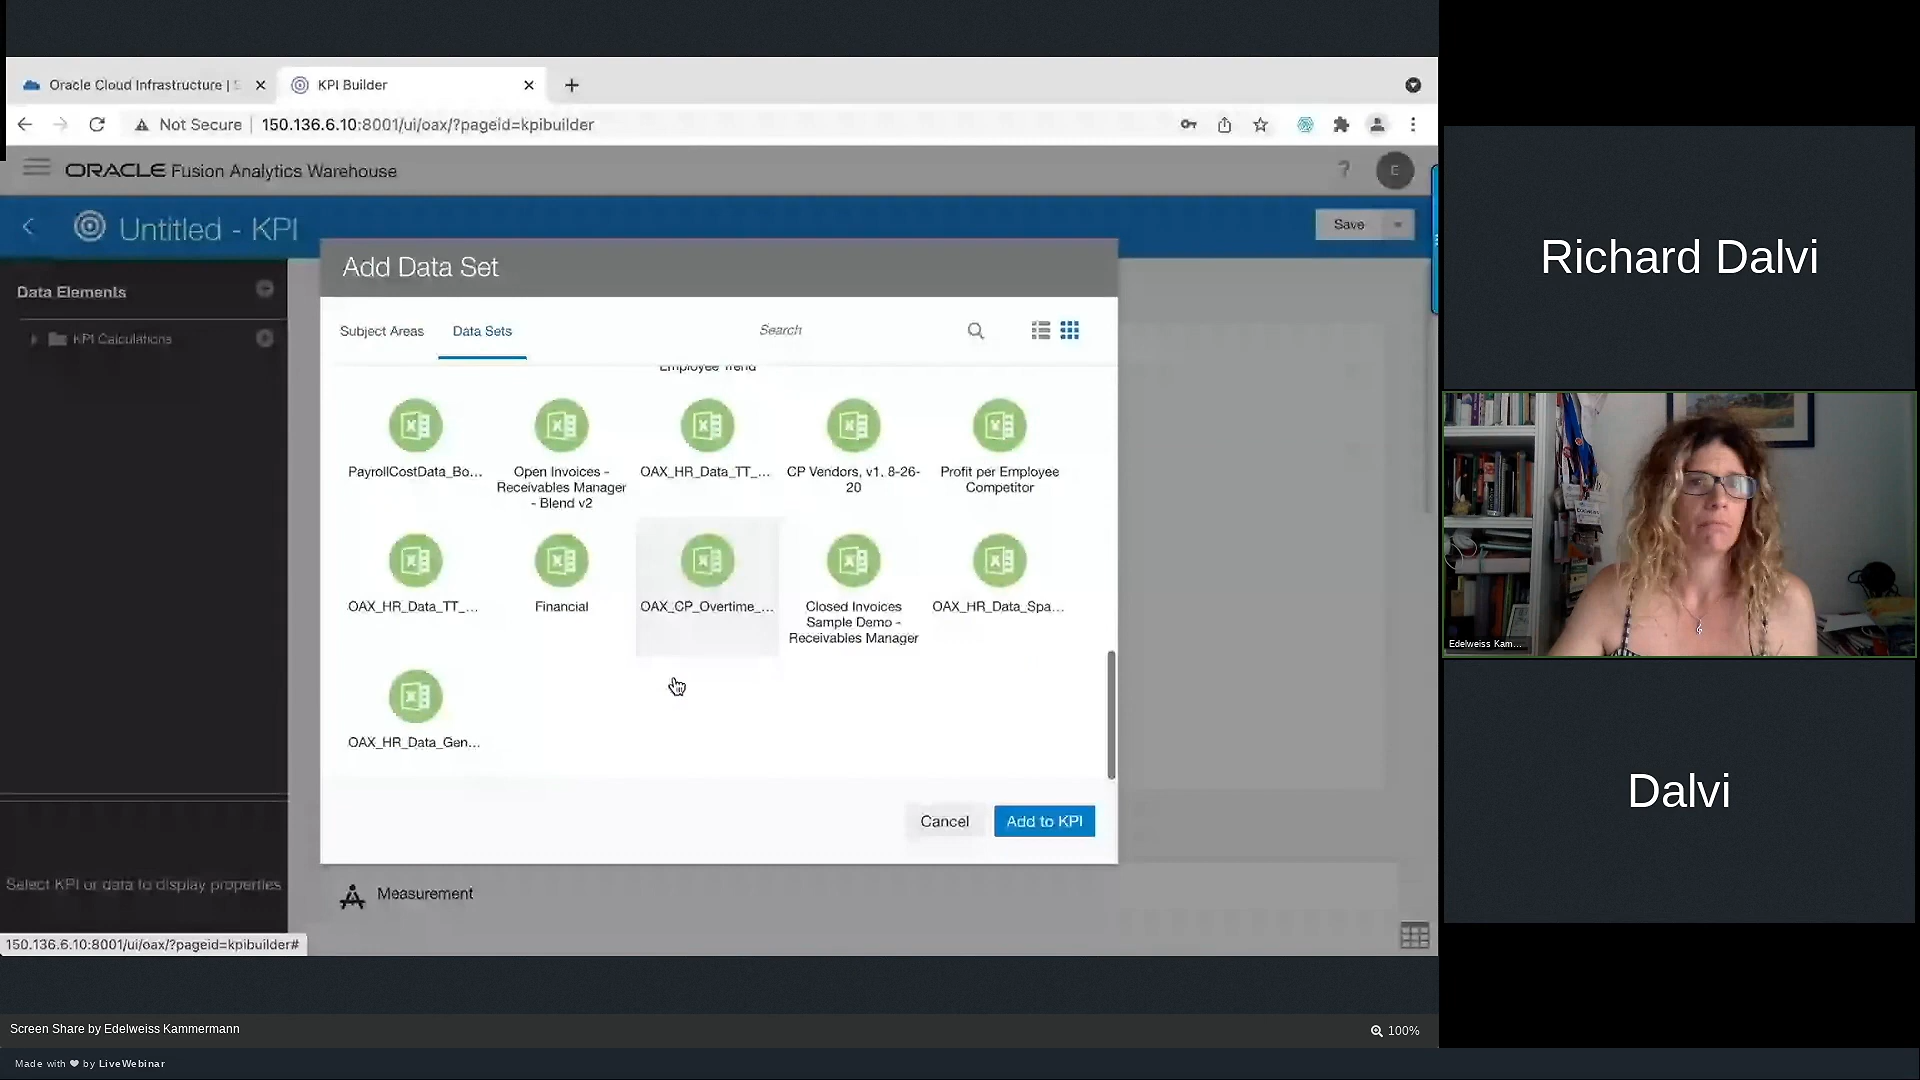 Oracle Cloud Infrastructure |
KPI Builder
Not Secure | 150.136.6.10:8001/ui/oax/?pageid=kpibuilder
ORACLE Fusion Analytics Warehouse
? E
Untitled - KPI
Save
Add Data Set
Data Elements
KPI Calculations
Subject Areas
Data Sets
Search
Employee Trend
PayrollCostData_Bo...
Open Invoices -
Receivables Manager
- Blend v2
OAX_HR_Data_TT_...
CP Vendors, v1, 8-26-
20
Profit per Employee
Competitor
OAX_HR_Data_TT_...
Financial
OAX_CP_Overtime_...
Closed Invoices
Sample Demo -
Receivables Manager
OAX_HR_Data_Spa...
OAX_HR_Data_Gen...
Cancel
Add to KPI
Select KPI or data to display properties
Measurement
150.136.6.10:8001/ui/oax/?pageid=kpibuilder#
Richard Dalvi
Edelweiss Kam...
Dalvi
Screen Share by Edelweiss Kammermann
100%
Made with ❤ by LiveWebinar